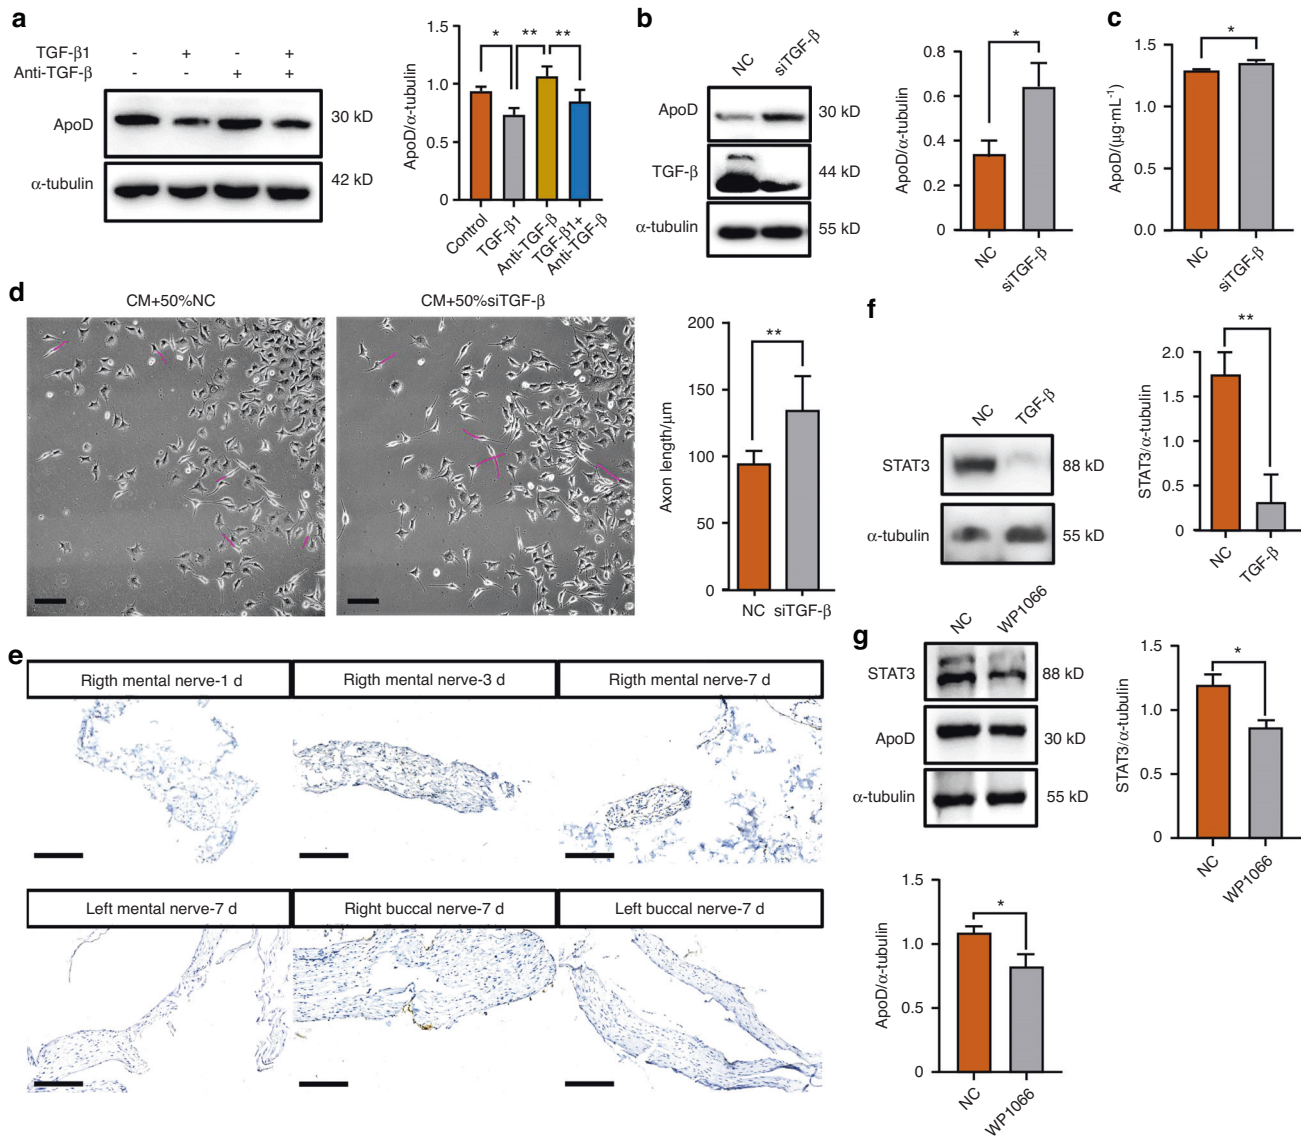 a
TGF-β1 - + - +
Anti-TGF-β - - + +
ApoD
30 kD
α-tubulin
42 kD
ApoD/α-tubulin
1.5
1.0
0.5
0
* ** **
Control
TGF-β1
Anti-TGF-β
TGF-β1+
Anti-TGF-β
b
NC
siTGF-β
ApoD
30 kD
TGF-β
44 kD
α-tubulin
55 kD
ApoD/α-tubulin
0.8
0.6
0.4
0.2
0
*
NC
siTGF-β
c
ApoD/(μg·mL⁻¹)
1.5
1.0
0.5
0.0
*
NC
siTGF-β
d
CM+50%NC
CM+50%siTGF-β
Axon length/μm
200
150
100
50
0
**
NC siTGF-β
e
Rigth mental nerve-1 d
Rigth mental nerve-3 d
Rigth mental nerve-7 d
Left mental nerve-7 d
Right buccal nerve-7 d
Left buccal nerve-7 d
f
NC
TGF-β
STAT3
88 kD
α-tubulin
55 kD
STAT3/α-tubulin
2.0
1.0
0.5
0
**
NC
TGF-β
g
NC
WP1066
STAT3
88 kD
ApoD
30 kD
α-tubulin
55 kD
STAT3/α-tubulin
1.5
1.0
0.5
0
*
NC
WP1066
ApoD/α-tubulin
1.5
1.0
0.5
0
*
NC
WP1066